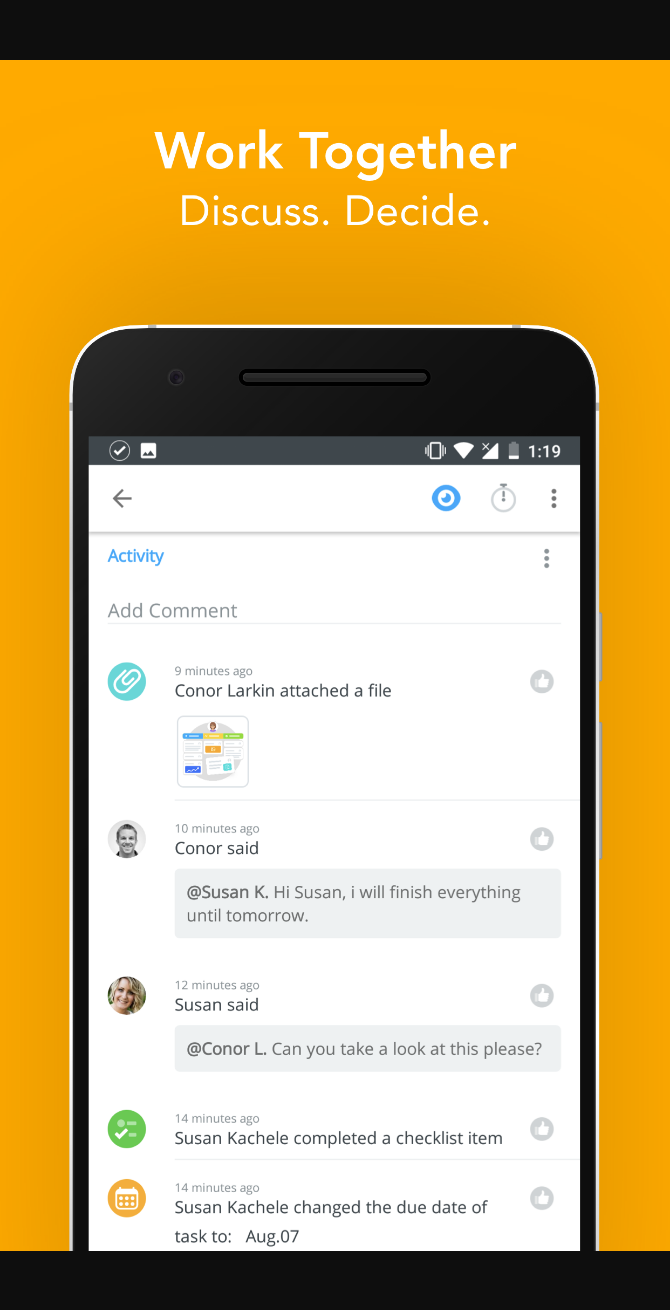 Work Together
Discuss. Decide.
1:19
Activity
Add Comment
9 minutes ago
Conor Larkin attached a file
10 minutes ago
Conor said
@Susan K. Hi Susan, i will finish everything
until tomorrow.
12 minutes ago
Susan said
@Conor L. Can you take a look at this please?
14 minutes ago
Susan Kachele completed a checklist item
14 minutes ago
Susan Kachele changed the due date of
task to: Aug.07